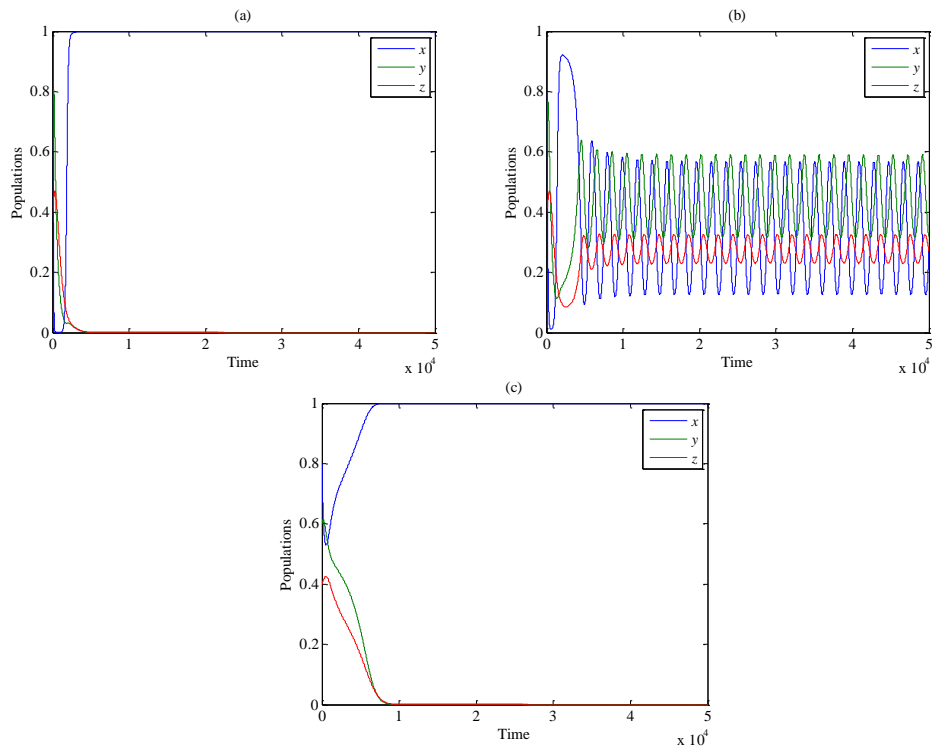 (a)
1
0.8
0.6
0.4
0.2
0
Populations
x
y
z
0 1 2 3 4 5
Time
x 10^4
(b)
1
0.8
0.6
0.4
0.2
0
Populations
x
y
z
0 1 2 3 4 5
Time
x 10^4
(c)
1
0.8
0.6
0.4
0.2
0
Populations
x
y
z
0 1 2 3 4 5
Time
x 10^4